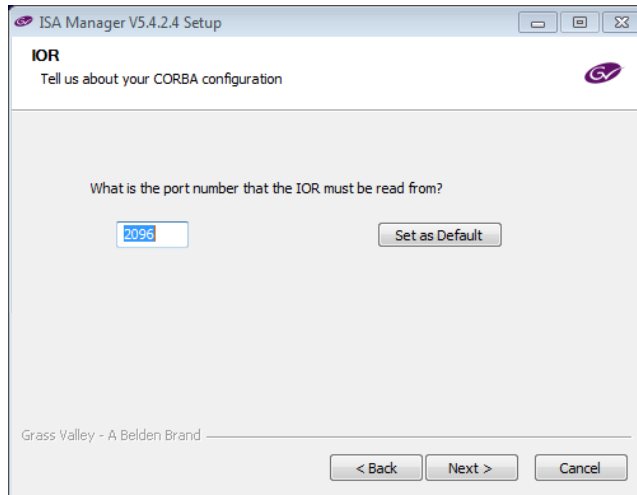 ISA Manager V5.4.2.4 Setup
IOR
Tell us about your CORBA configuration
GV
What is the port number that the IOR must be read from?
2096
Set as Default
Grass Valley - A Belden Brand
< Back
Next >
Cancel